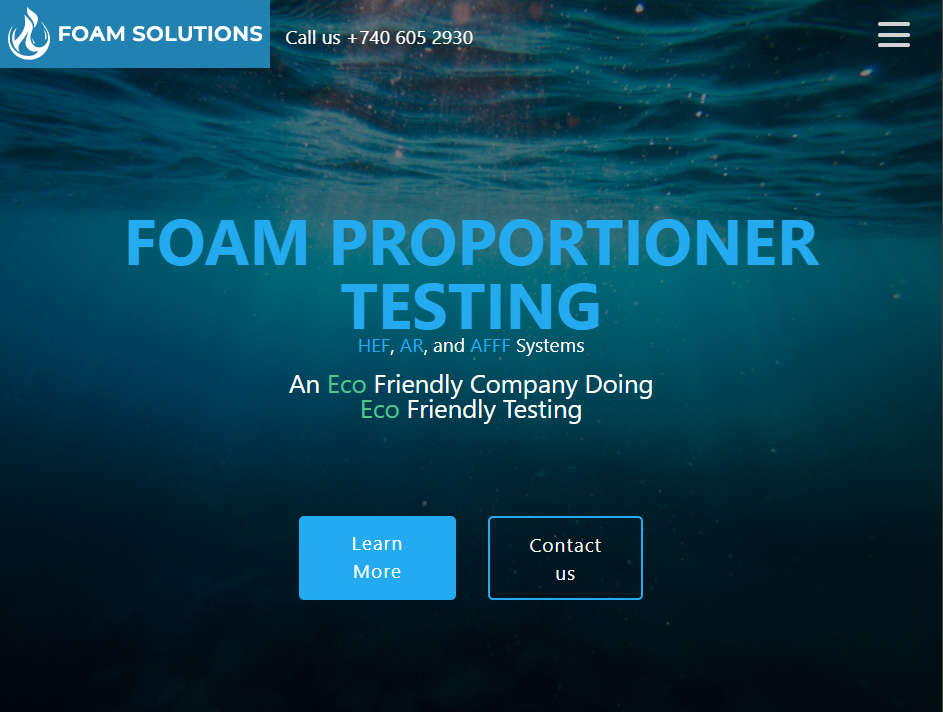 FOAM SOLUTIONS
Call us +740 605 2930
FOAM PROPORTIONER
TESTING
HEF, AR, and AFFF Systems
An Eco Friendly Company Doing
Eco Friendly Testing
Learn
More
Contact
us